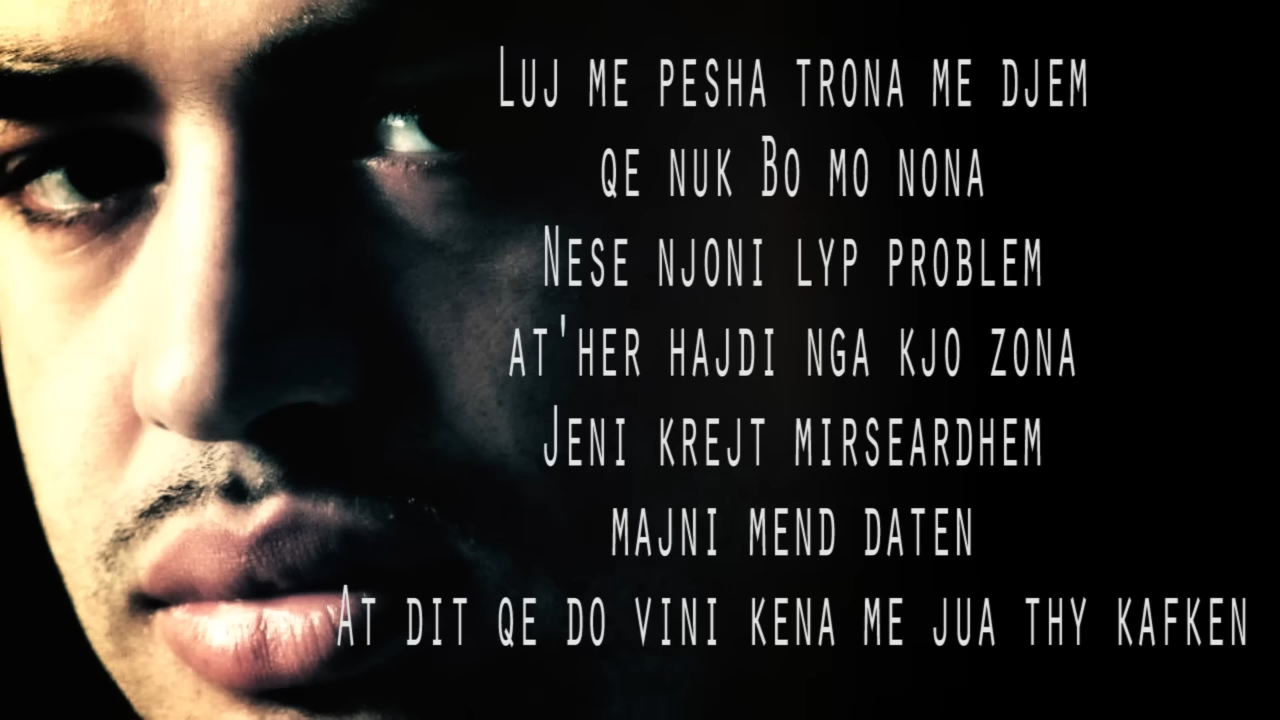 Luj me pesha trona me djem
qe nuk Bo mo nona
Nese njoni lyp problem
at'her hajdi nga kjo zona
Jeni krejt mirseardhem
majni mend daten
At dit qe do vini kena me jua thy kafken